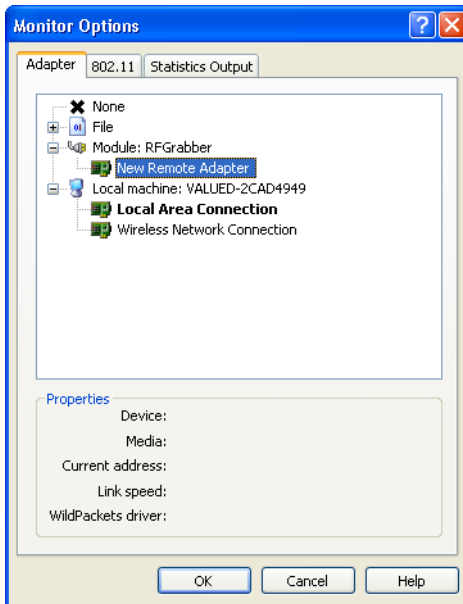 Monitor Options
Adapter 802.11 Statistics Output
None
File
Module: RFGrabber
New Remote Adapter
Local machine: VALUED-2CAD4949
Local Area Connection
Wireless Network Connection
Properties
Device:
Media:
Current address:
Link speed:
WildPackets driver:
OK Cancel Help